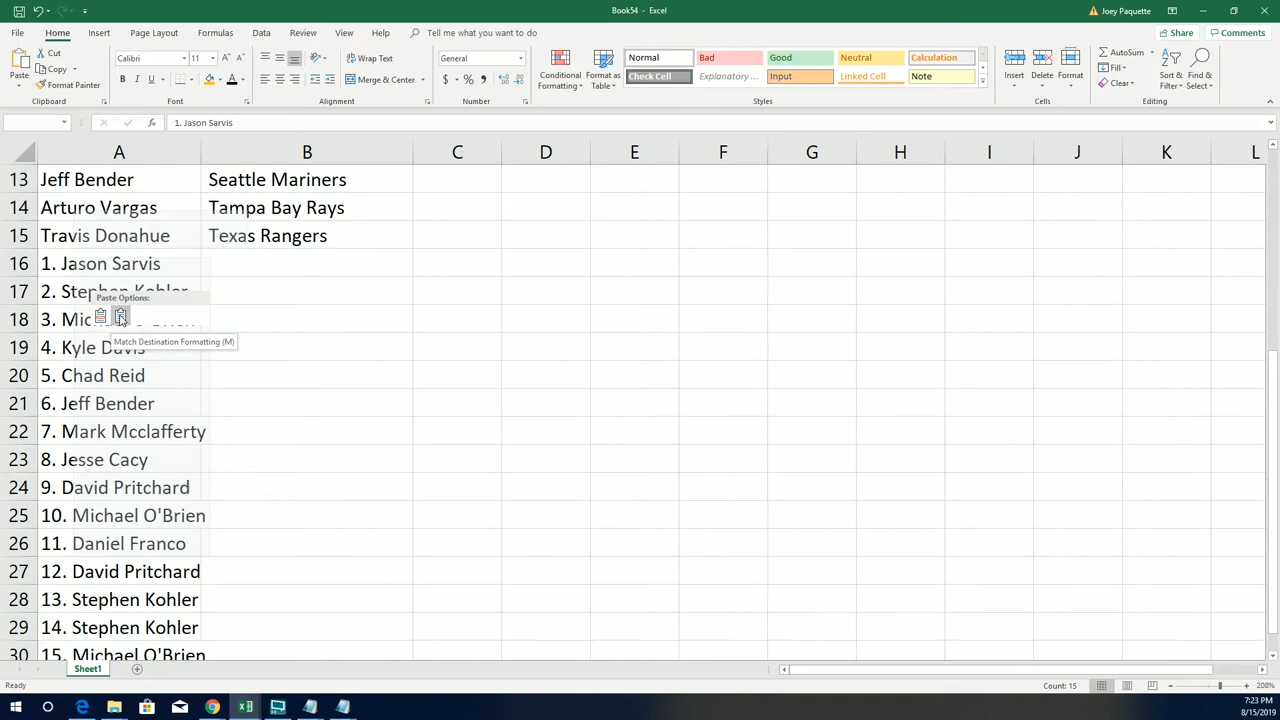 Book54 - Excel
Joey Paquette
File Home Insert Page Layout Formulas Data Review View Help Tell me what you want to do
Share Comments
Paste Cut Copy Format Painter Clipboard
Calibri 11 B I U Font
Wrap Text Merge & Center Alignment
General $ % , Number
Conditional Formatting Format as Table
Normal Bad Good Neutral Calculation
Check Cell Explanatory ... Input Linked Cell Note
Styles
Insert Delete Format Cells
AutoSum Fill Clear Sort & Filter Find & Select Editing
fx 1. Jason Sarvis
A B C D E F G H I J K L
13 Jeff Bender Seattle Mariners
14 Arturo Vargas Tampa Bay Rays
15 Travis Donahue Texas Rangers
16 1. Jason Sarvis
17 2. Stephen Kohler
Paste Options:
18 3. Michael O'Brien
Match Destination Formatting (M)
19 4. Kyle Davis
20 5. Chad Reid
21 6. Jeff Bender
22 7. Mark Mcclafferty
23 8. Jesse Cacy
24 9. David Pritchard
25 10. Michael O'Brien
26 11. Daniel Franco
27 12. David Pritchard
28 13. Stephen Kohler
29 14. Stephen Kohler
30 15. Michael O'Brien
Sheet1
Ready Count: 15 208%
7:23 PM
8/15/2019